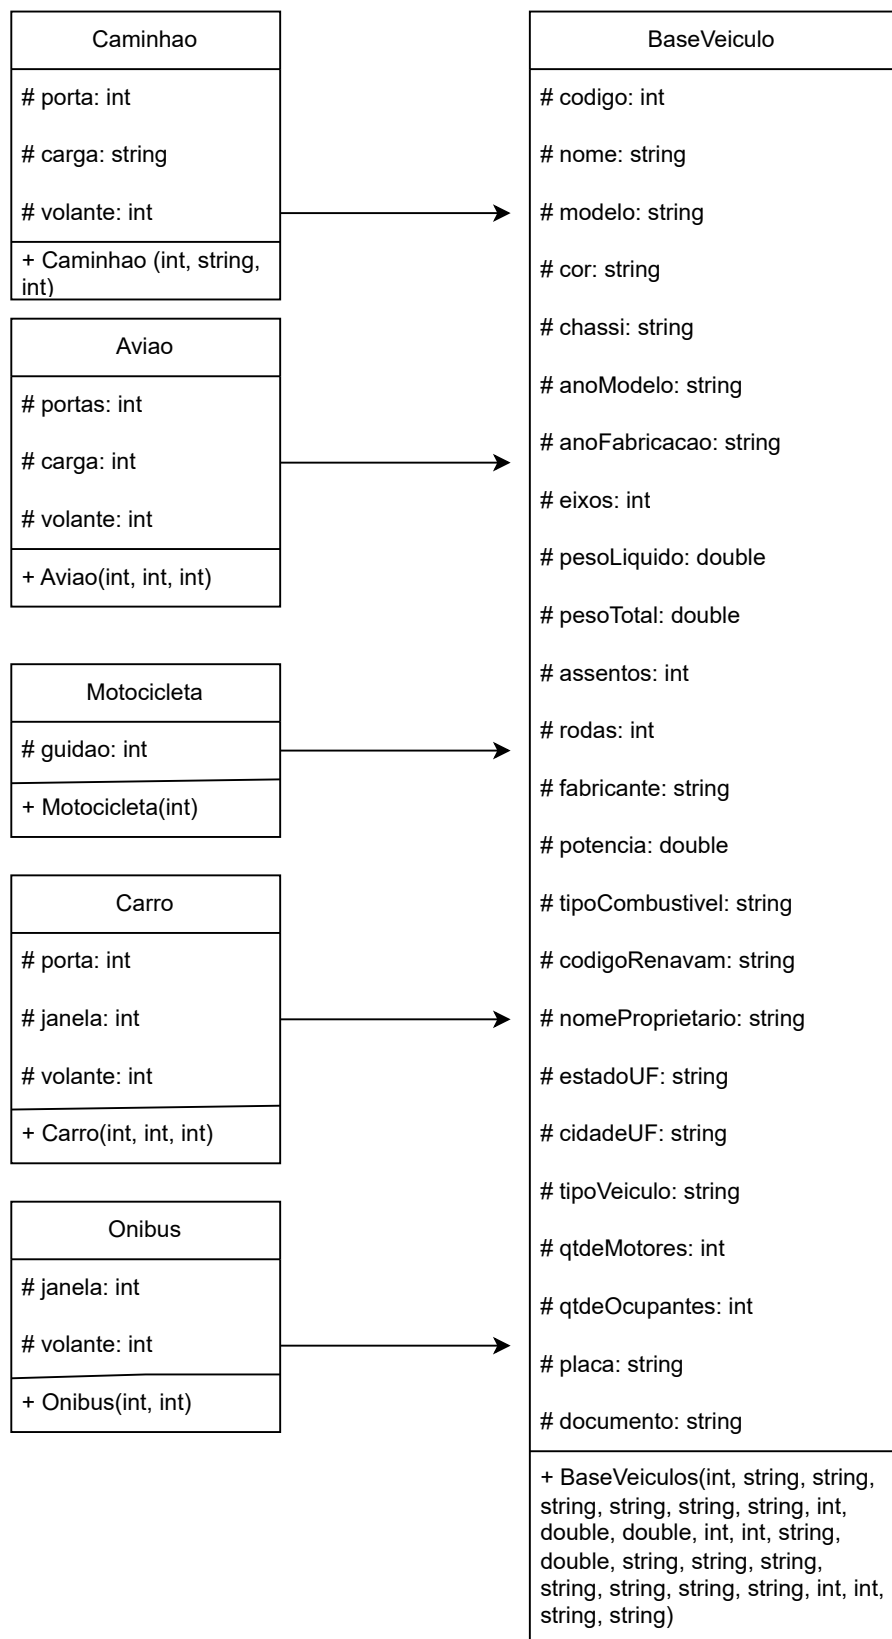 Caminhao
# porta: int
# carga: string
# volante: int
+ Caminhao (int, string,
int)
Aviao
# portas: int
# carga: int
# volante: int
+ Aviao(int, int, int)
Motocicleta
# guidao: int
+ Motocicleta(int)
Carro
# porta: int
# janela: int
# volante: int
+ Carro(int, int, int)
Onibus
# janela: int
# volante: int
+ Onibus(int, int)
BaseVeiculo
# codigo: int
# nome: string
# modelo: string
# cor: string
# chassi: string
# anoModelo: string
# anoFabricacao: string
# eixos: int
# pesoLiquido: double
# pesoTotal: double
# assentos: int
# rodas: int
# fabricante: string
# potencia: double
# tipoCombustivel: string
# codigoRenavam: string
# nomeProprietario: string
# estadoUF: string
# cidadeUF: string
# tipoVeiculo: string
# qtdeMotores: int
# qtdeOcupantes: int
# placa: string
# documento: string
+ BaseVeiculos(int, string, string,
string, string, string, string, int,
double, double, int, int, string,
double, string, string, string,
string, string, string, string, int, int,
string, string)